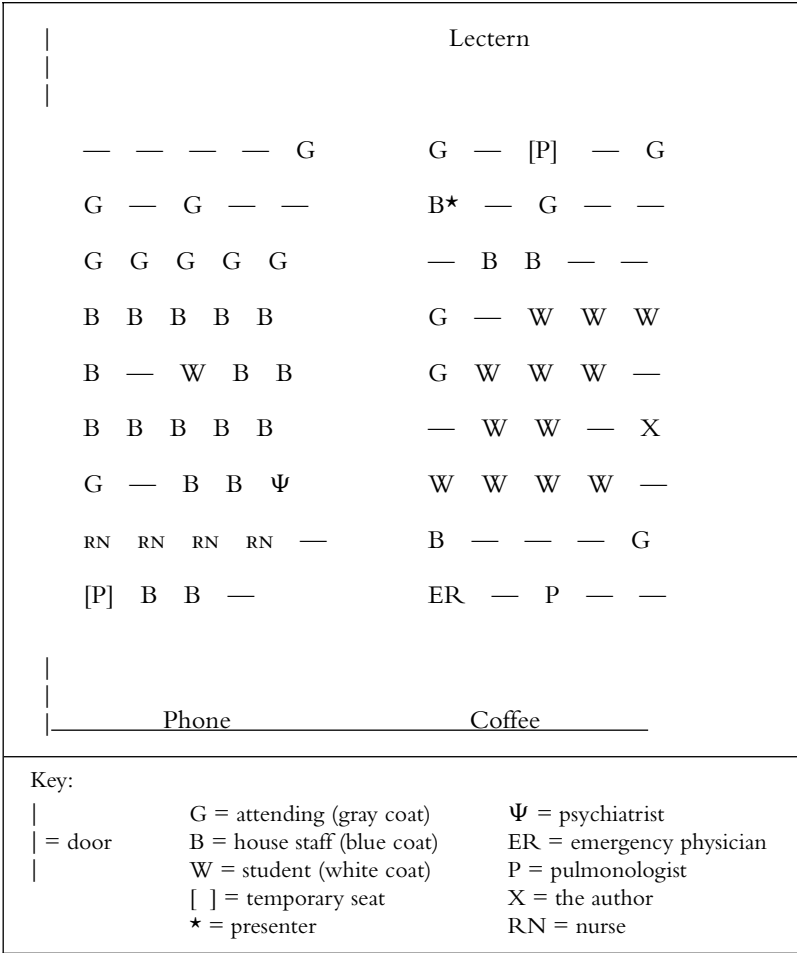 | Lectern
|
|
— — — — G G — [P] — G
G — G — — B★ — G — —
G G G G G — B B — —
B B B B B G — W W W
B — W B B G W W W —
B B B B B — W W — X
G — B B Ψ W W W W —
RN RN RN RN — B — — — G
[P] B B — ER — P — —
|
|
| Phone Coffee
Key:
| G = attending (gray coat) Ψ = psychiatrist
| = door B = house staff (blue coat) ER = emergency physician
| W = student (white coat) P = pulmonologist
[ ] = temporary seat X = the author
★ = presenter RN = nurse